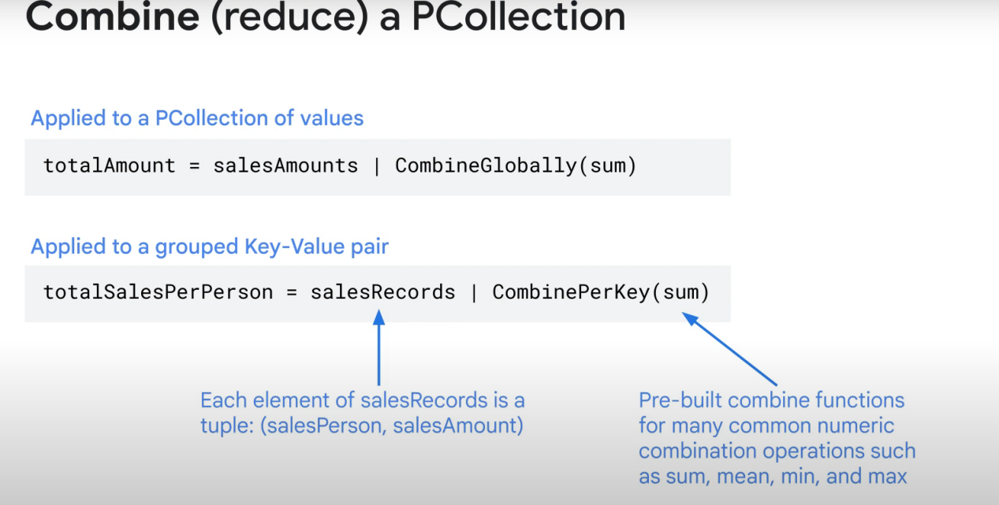 Combine (reduce) a PCollection
Applied to a PCollection of values
totalAmount = salesAmounts | CombineGlobally(sum)
Applied to a grouped Key-Value pair
totalSalesPerPerson = salesRecords | CombinePerKey(sum)
Each element of salesRecords is a
tuple: (salesPerson, salesAmount)
Pre-built combine functions
for many common numeric
combination operations such
as sum, mean, min, and max